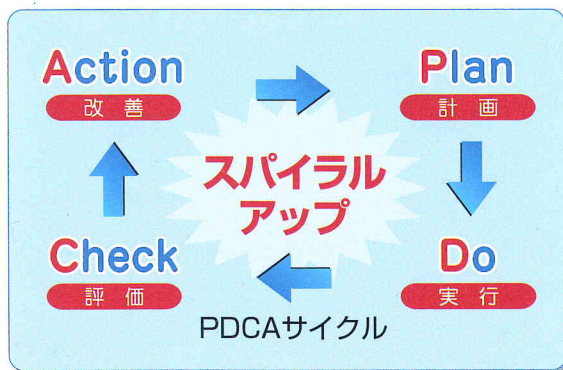 Action
改善
Plan
計画
スパイラル
アップ
Check
評価
Do
実行
PDCAサイクル